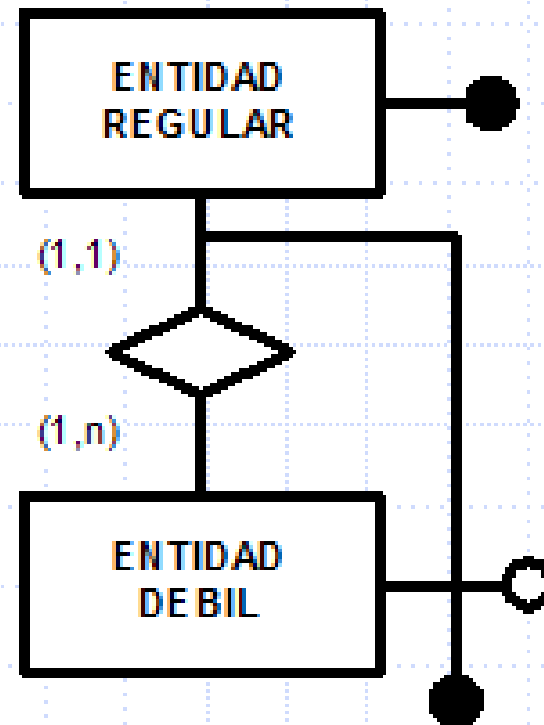 ENTIDAD
REGULAR
(1,1)
(1,n)
ENTIDAD
DEBIL